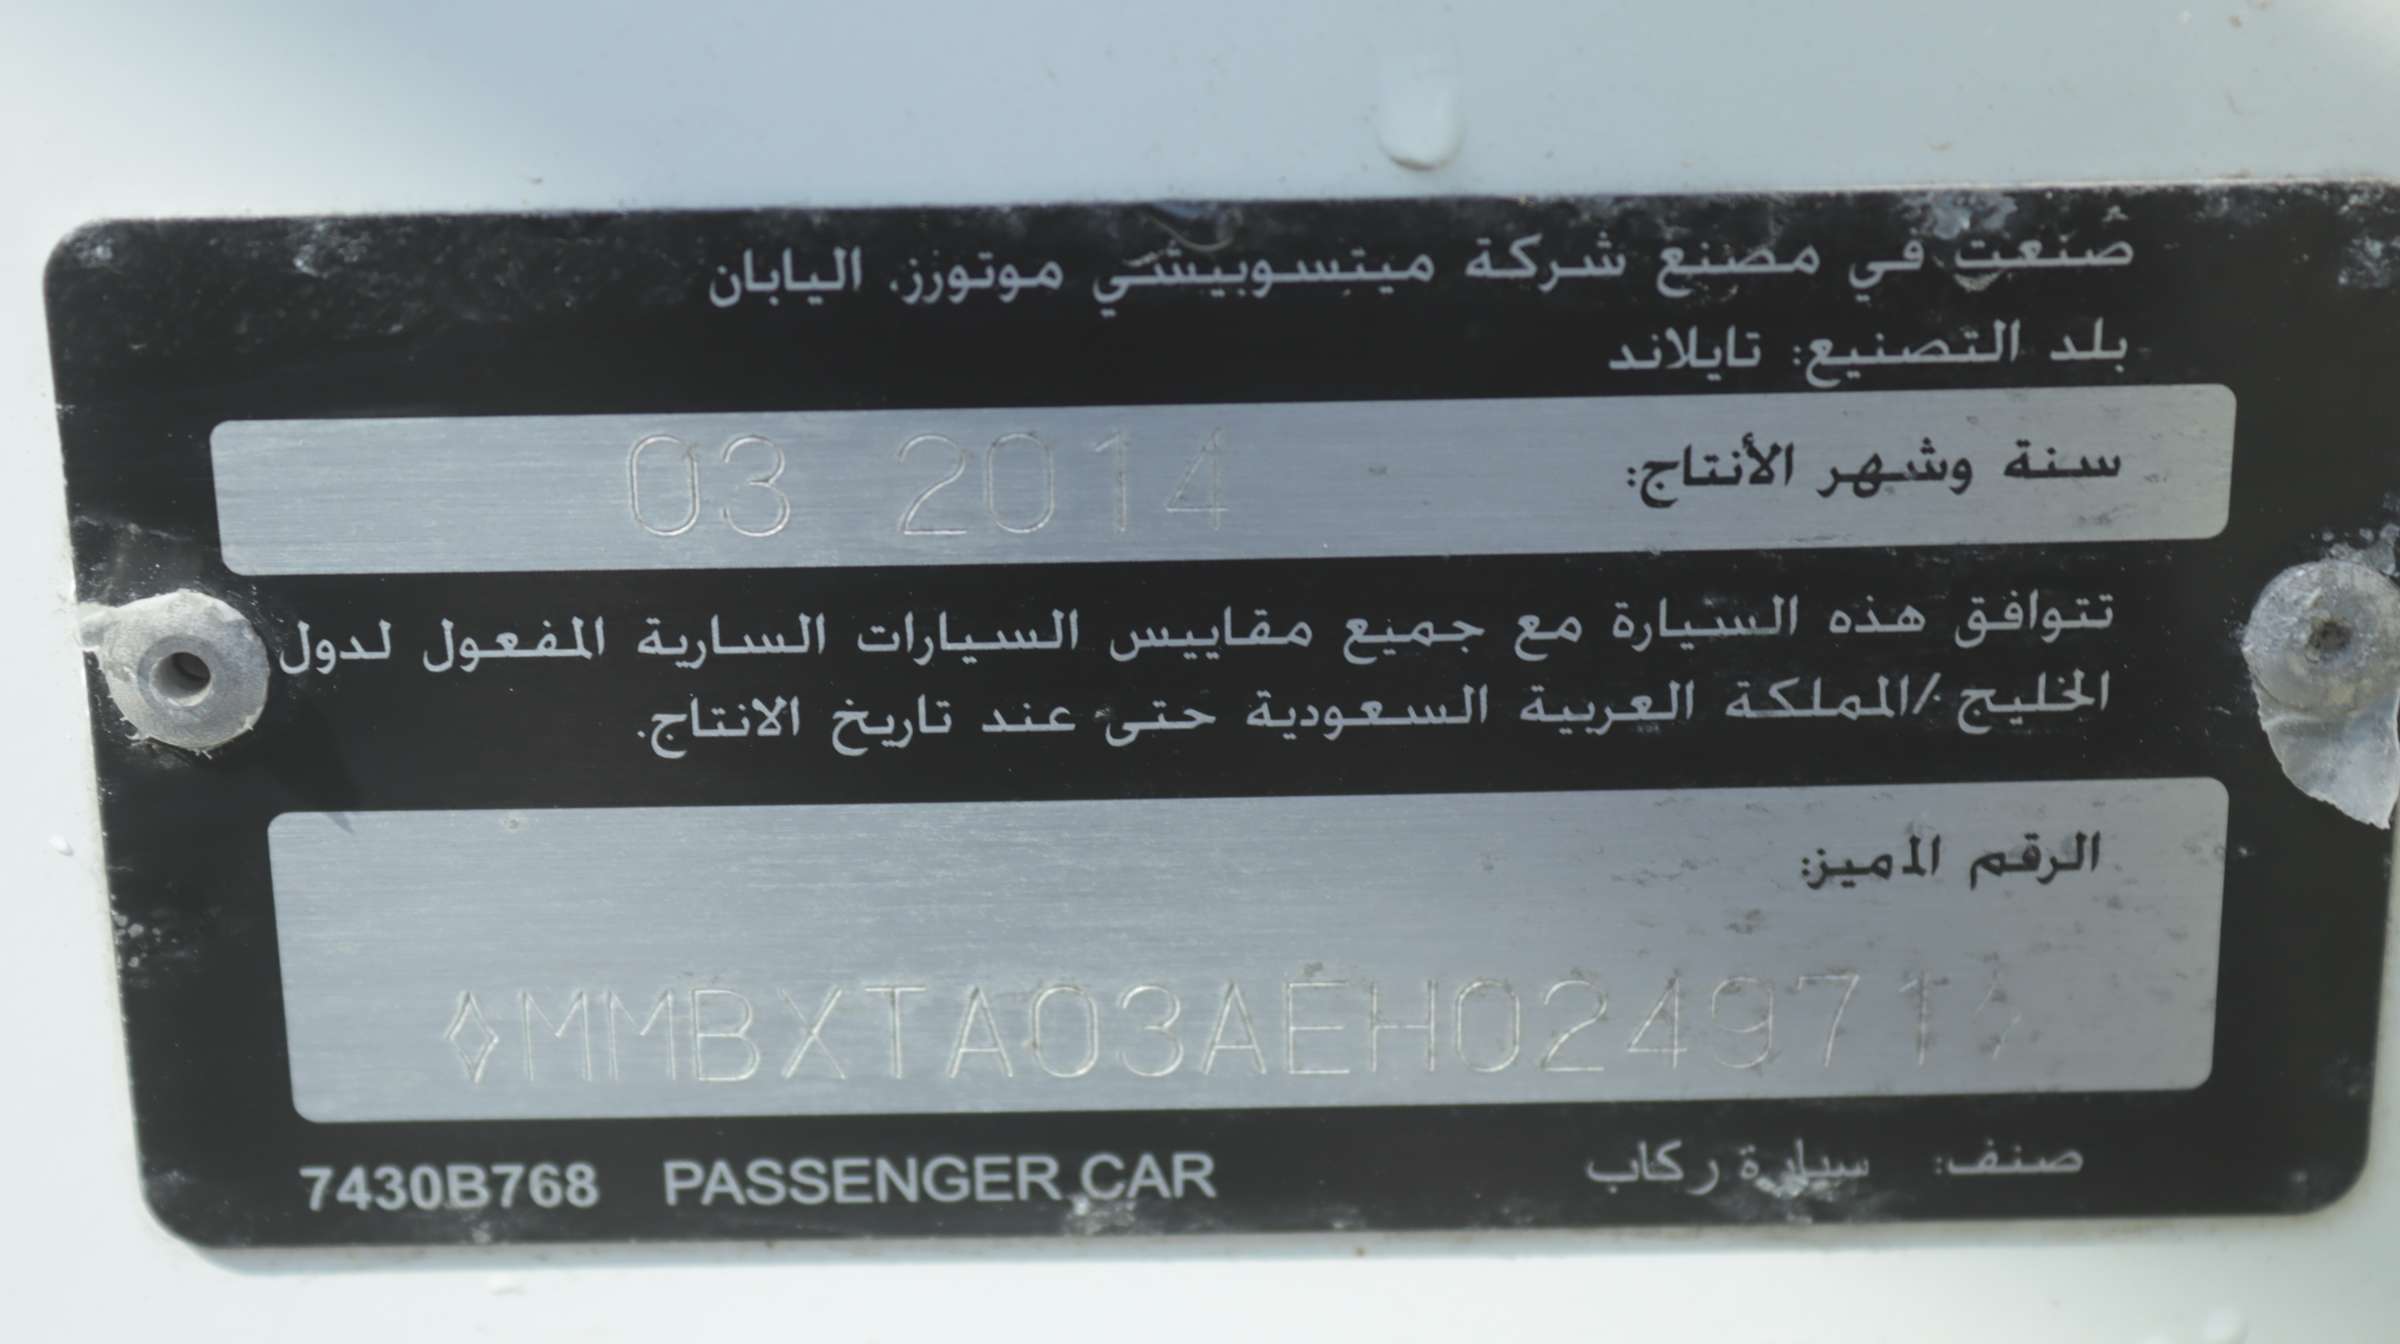 صنعت في مصنع شركة ميتسوبيشي موتورز، اليابان
بلد التصنيع: تايلاند
سنة وشهر الأنتاج: 03 2014
تتوافق هذه السيارة مع جميع مقاييس السيارات السارية المفعول لدول
الخليج /المملكة العربية السعودية حتى عند تاريخ الانتاج.
الرقم المميز:
◊MMBXTA03AEH024971◊
صنف: سيارة ركاب PASSENGER CAR 7430B768